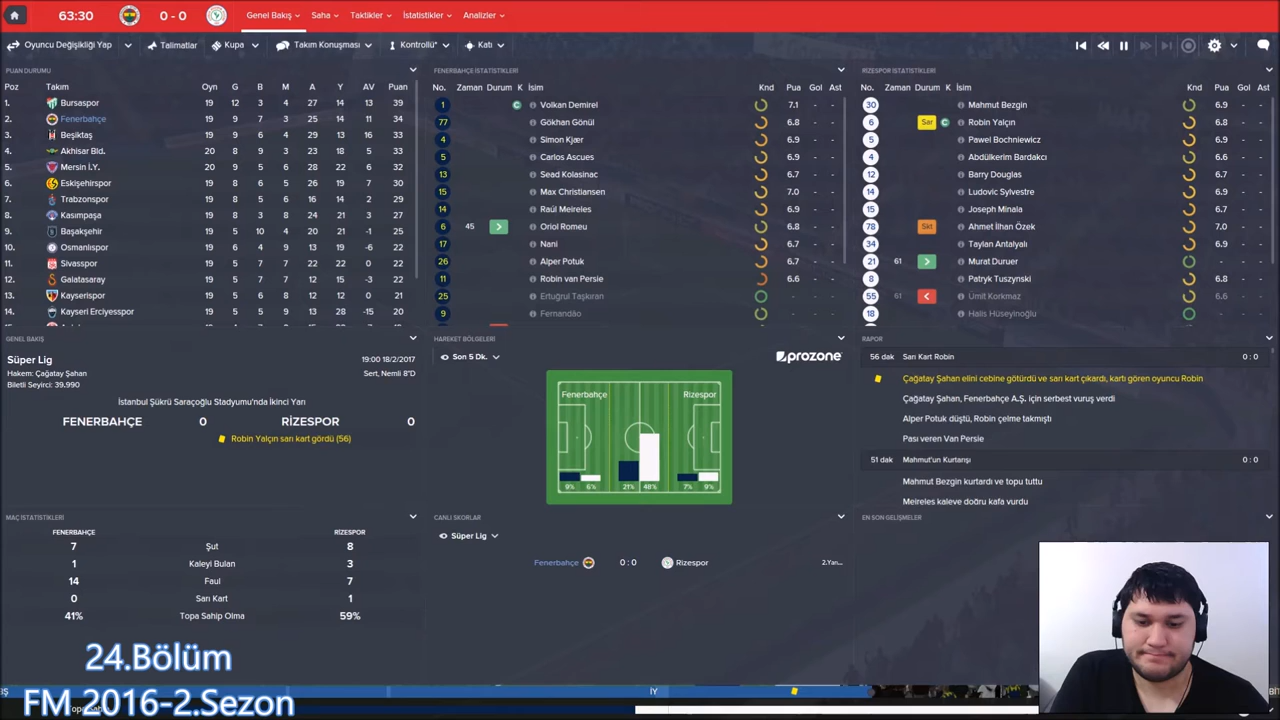 63:30 0 - 0 Genel Bakış Saha Taktikler İstatistikler Analizler
Oyuncu Değişikliği Yap Talimatlar Kupa Takım Konuşması Kontrollü* Katı
PUAN DURUMU
Poz Takım Oyn G B M A Y AV Puan
1. Bursaspor 19 12 3 4 27 14 13 39
2. Fenerbahçe 19 9 7 3 25 14 11 34
3. Beşiktaş 19 9 6 4 29 13 16 33
4. Akhisar Bld. 20 8 9 3 23 18 5 33
5. Mersin İ.Y. 20 9 5 6 28 22 6 32
6. Eskişehirspor 19 8 6 5 26 19 7 30
7. Trabzonspor 19 8 5 6 16 14 2 29
8. Kasımpaşa 19 8 3 8 24 21 3 27
9. Başakşehir 19 5 10 4 20 21 -1 25
10. Osmanlıspor 19 6 4 9 13 19 -6 22
11. Sivasspor 19 5 7 7 22 22 0 22
12. Galatasaray 19 5 7 7 12 15 -3 22
13. Kayserispor 19 5 6 8 12 12 0 21
14. Kayseri Erciyesspor 19 5 5 9 13 28 -15 20
FENERBAHÇE İSTATİSTİKLERİ
No. Zaman Durum K İsim Knd Pua Gol Ast
1 C Volkan Demirel 7.1 - -
77 Gökhan Gönül 6.8 - -
4 Simon Kjær 6.9 - -
5 Carlos Ascues 6.9 - -
13 Sead Kolasinac 6.7 - -
15 Max Christiansen 7.0 - -
14 Raúl Meireles 6.9 - -
6 45 Oriol Romeu 6.8 - -
17 Nani 6.7 - -
26 Alper Potuk 6.7 - -
11 Robin van Persie 6.6 - -
25 Ertuğrul Taşkıran - - -
9 Fernandão - - -
RİZESPOR İSTATİSTİKLERİ
No. Zaman Durum K İsim Knd Pua Gol Ast
30 Mahmut Bezgin 6.9 - -
6 Sar C Robin Yalçın 6.8 - -
5 Pawel Bochniewicz 6.9 - -
4 Abdülkerim Bardakcı 6.6 - -
12 Barry Douglas 6.8 - -
14 Ludovic Sylvestre 6.9 - -
15 Joseph Minala 6.8 - -
78 Skt Ahmet İlhan Özek 7.0 - -
34 Taylan Antalyalı 6.9 - -
21 61 Murat Duruer - - -
8 Patryk Tuszynski 6.8 - -
55 61 Ümit Korkmaz 6.6 - -
18 Halis Hüseyinoğlu - - -
GENEL BAKIŞ
Süper Lig 19:00 18/2/2017
Hakem: Çağatay Şahan Sert, Nemli 8°D
Biletli Seyirci: 39,990
İstanbul Şükrü Saraçoğlu Stadyumu'nda İkinci Yarı
FENERBAHÇE 0 RİZESPOR 0
Robin Yalçın sarı kart gördü (56)
HAREKET BÖLGELERİ
Son 5 Dk. prozone
Fenerbahçe Rizespor
9% 6% 21% 48% 7% 9%
RAPOR
56 dak Sarı Kart Robin 0 : 0
Çağatay Şahan elini cebine götürdü ve sarı kart çıkardı, kartı gören oyuncu Robin
Çağatay Şahan, Fenerbahçe A.Ş. için serbest vuruş verdi
Alper Potuk düştü, Robin çelme takmıştı
Pası veren Van Persie
51 dak Mahmut'un Kurtarışı 0 : 0
Mahmut Bezgin kurtardı ve topu tuttu
Meireles kaleve doğru kafa vurdu
MAÇ İSTATİSTİKLERİ
FENERBAHÇE RİZESPOR
7 Şut 8
1 Kaleyi Bulan 3
14 Faul 7
0 Sarı Kart 1
41% Topa Sahip Olma 59%
CANLI SKORLAR
Süper Lig
Fenerbahçe 0 : 0 Rizespor 2.Yarı...
EN SON GELİŞMELER
24.Bölüm
İY
FM 2016-2.Sezon